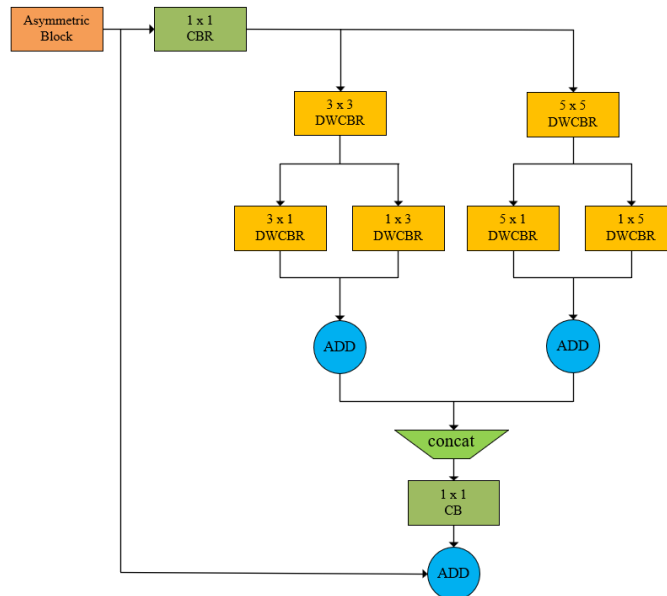 Asymmetric
Block
1 x 1
CBR
3 x 3
DWCBR
5 x 5
DWCBR
3 x 1
DWCBR
1 x 3
DWCBR
5 x 1
DWCBR
1 x 5
DWCBR
ADD
ADD
concat
1 x 1
CB
ADD